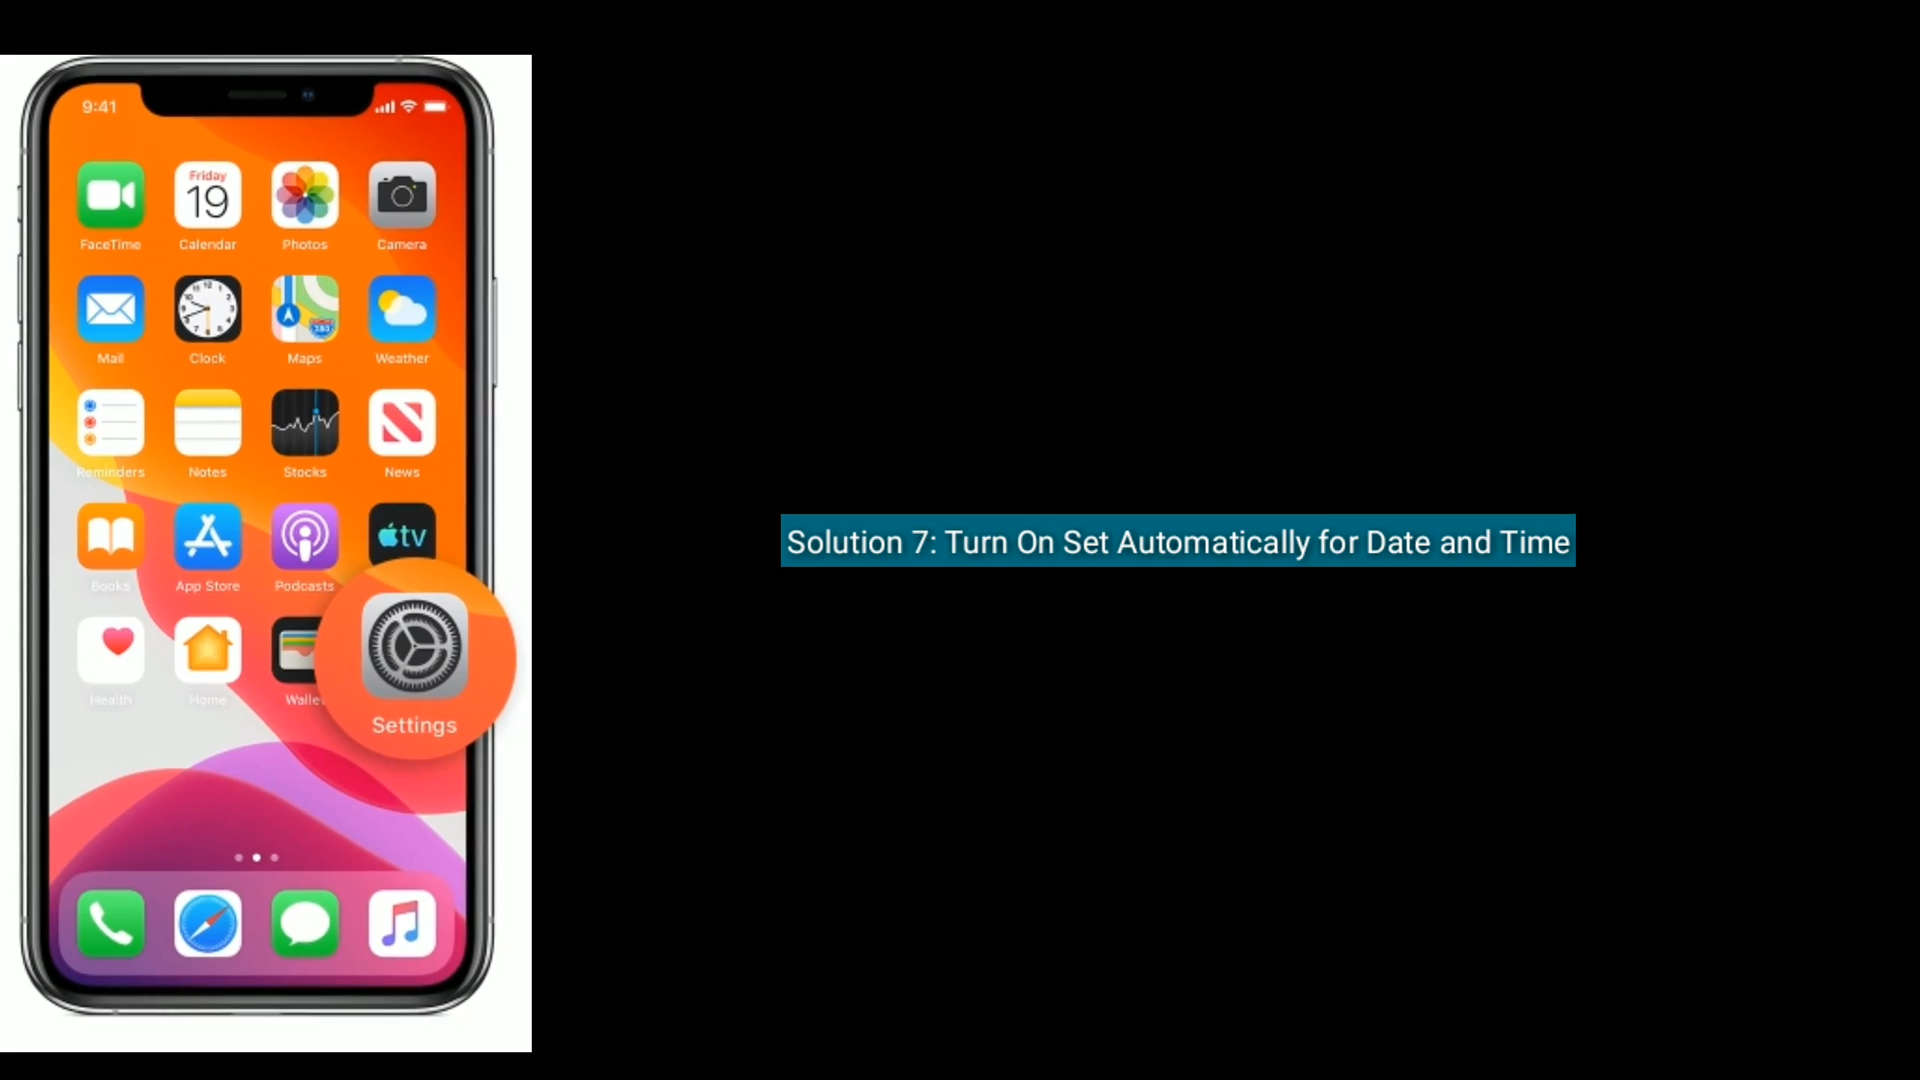 9:41
Friday
19
FaceTime Calendar Photos Camera
280
Mail Clock Maps Weather
Reminders Notes Stocks News
tv
Books App Store Podcasts
Health Home
Settings
Solution 7: Turn On Set Automatically for Date and Time